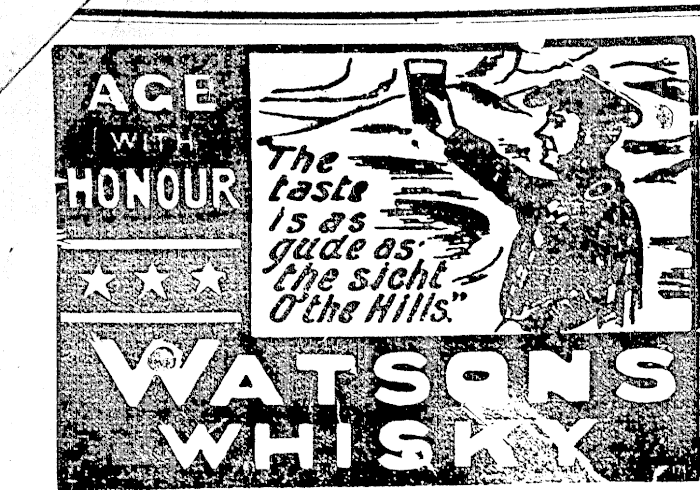 AGE
WITH
HONOUR
The
taste
is as
gude as
the sicht
O'the Hills."
WATSONS
WHISKY